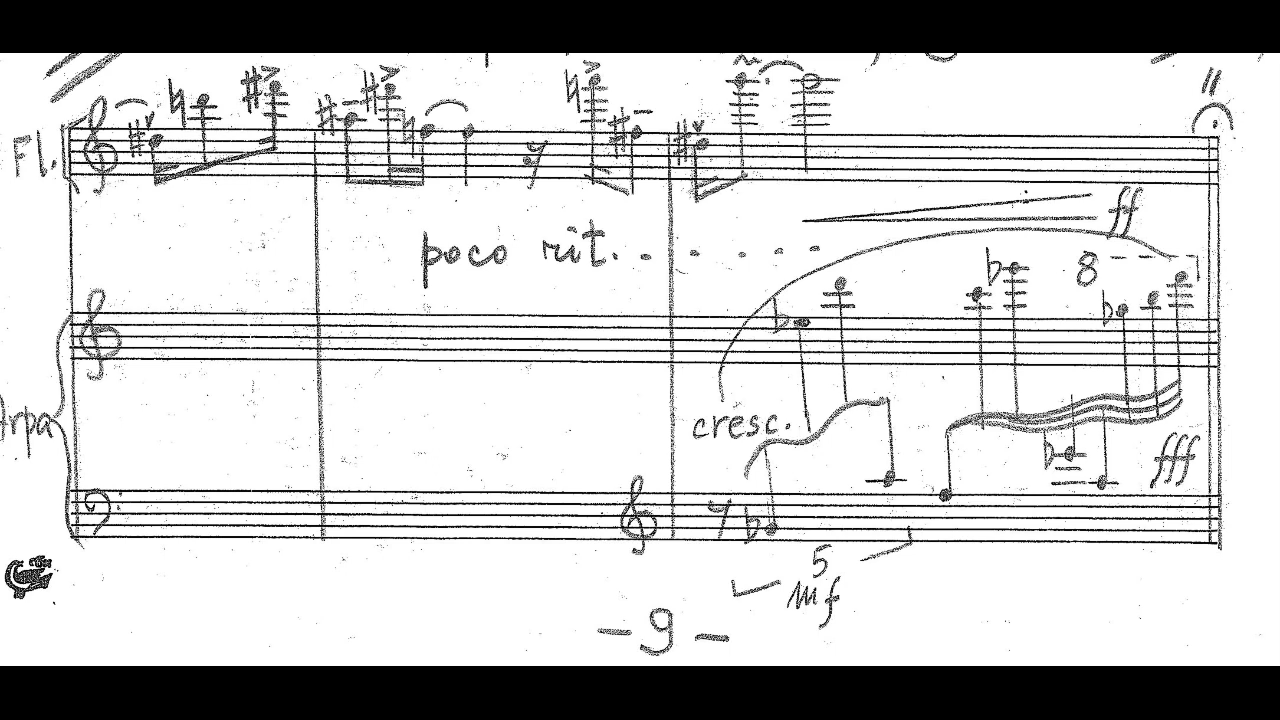 Fl.
poco rit. . . . . .
ff
8
Arpa
cresc.
fff
5
mf
- 9 -